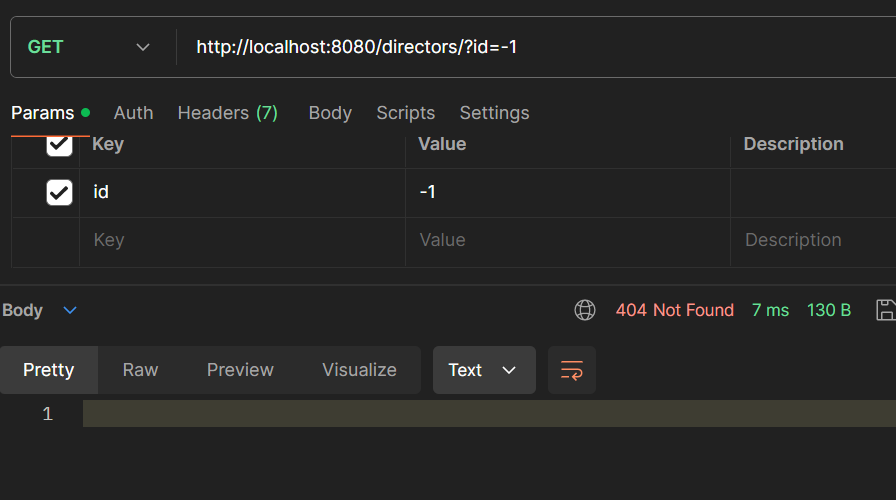 GET http://localhost:8080/directors/?id=-1
Params Auth Headers (7) Body Scripts Settings
Key Value Description
id -1
Key Value Description
Body 404 Not Found 7 ms 130 B
Pretty Raw Preview Visualize Text
1